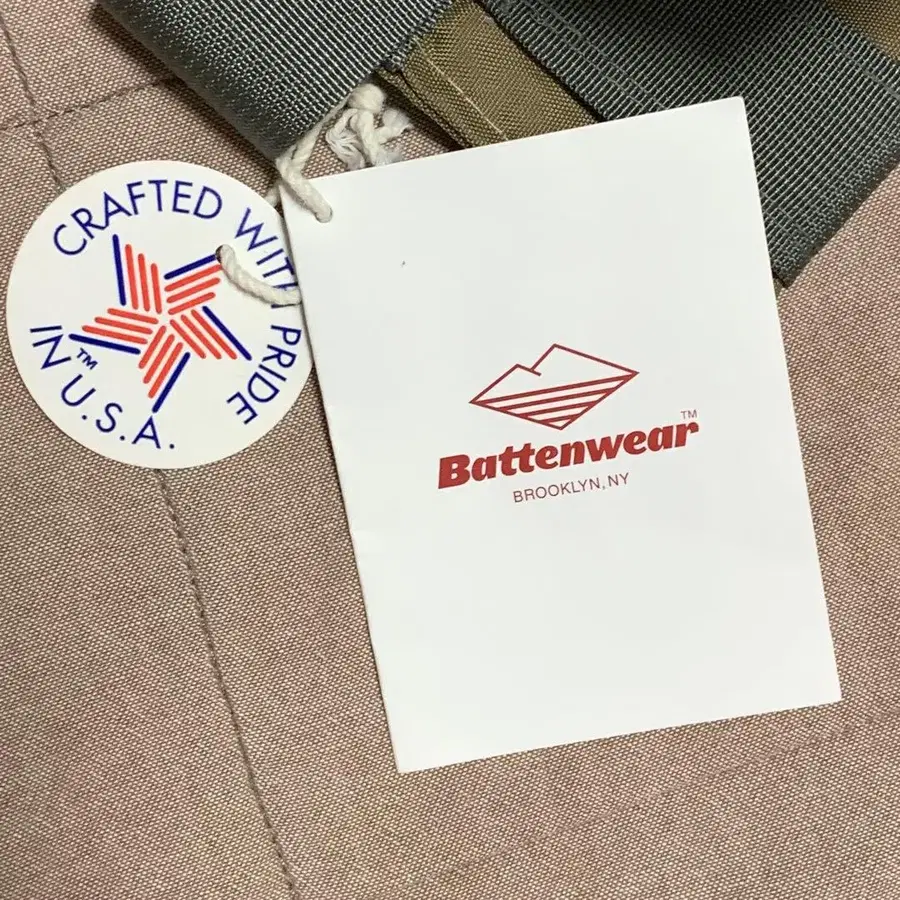 CRAFTED WITH PRIDE
IN U.S.A.
TM
Battenwear TM
BROOKLYN, NY